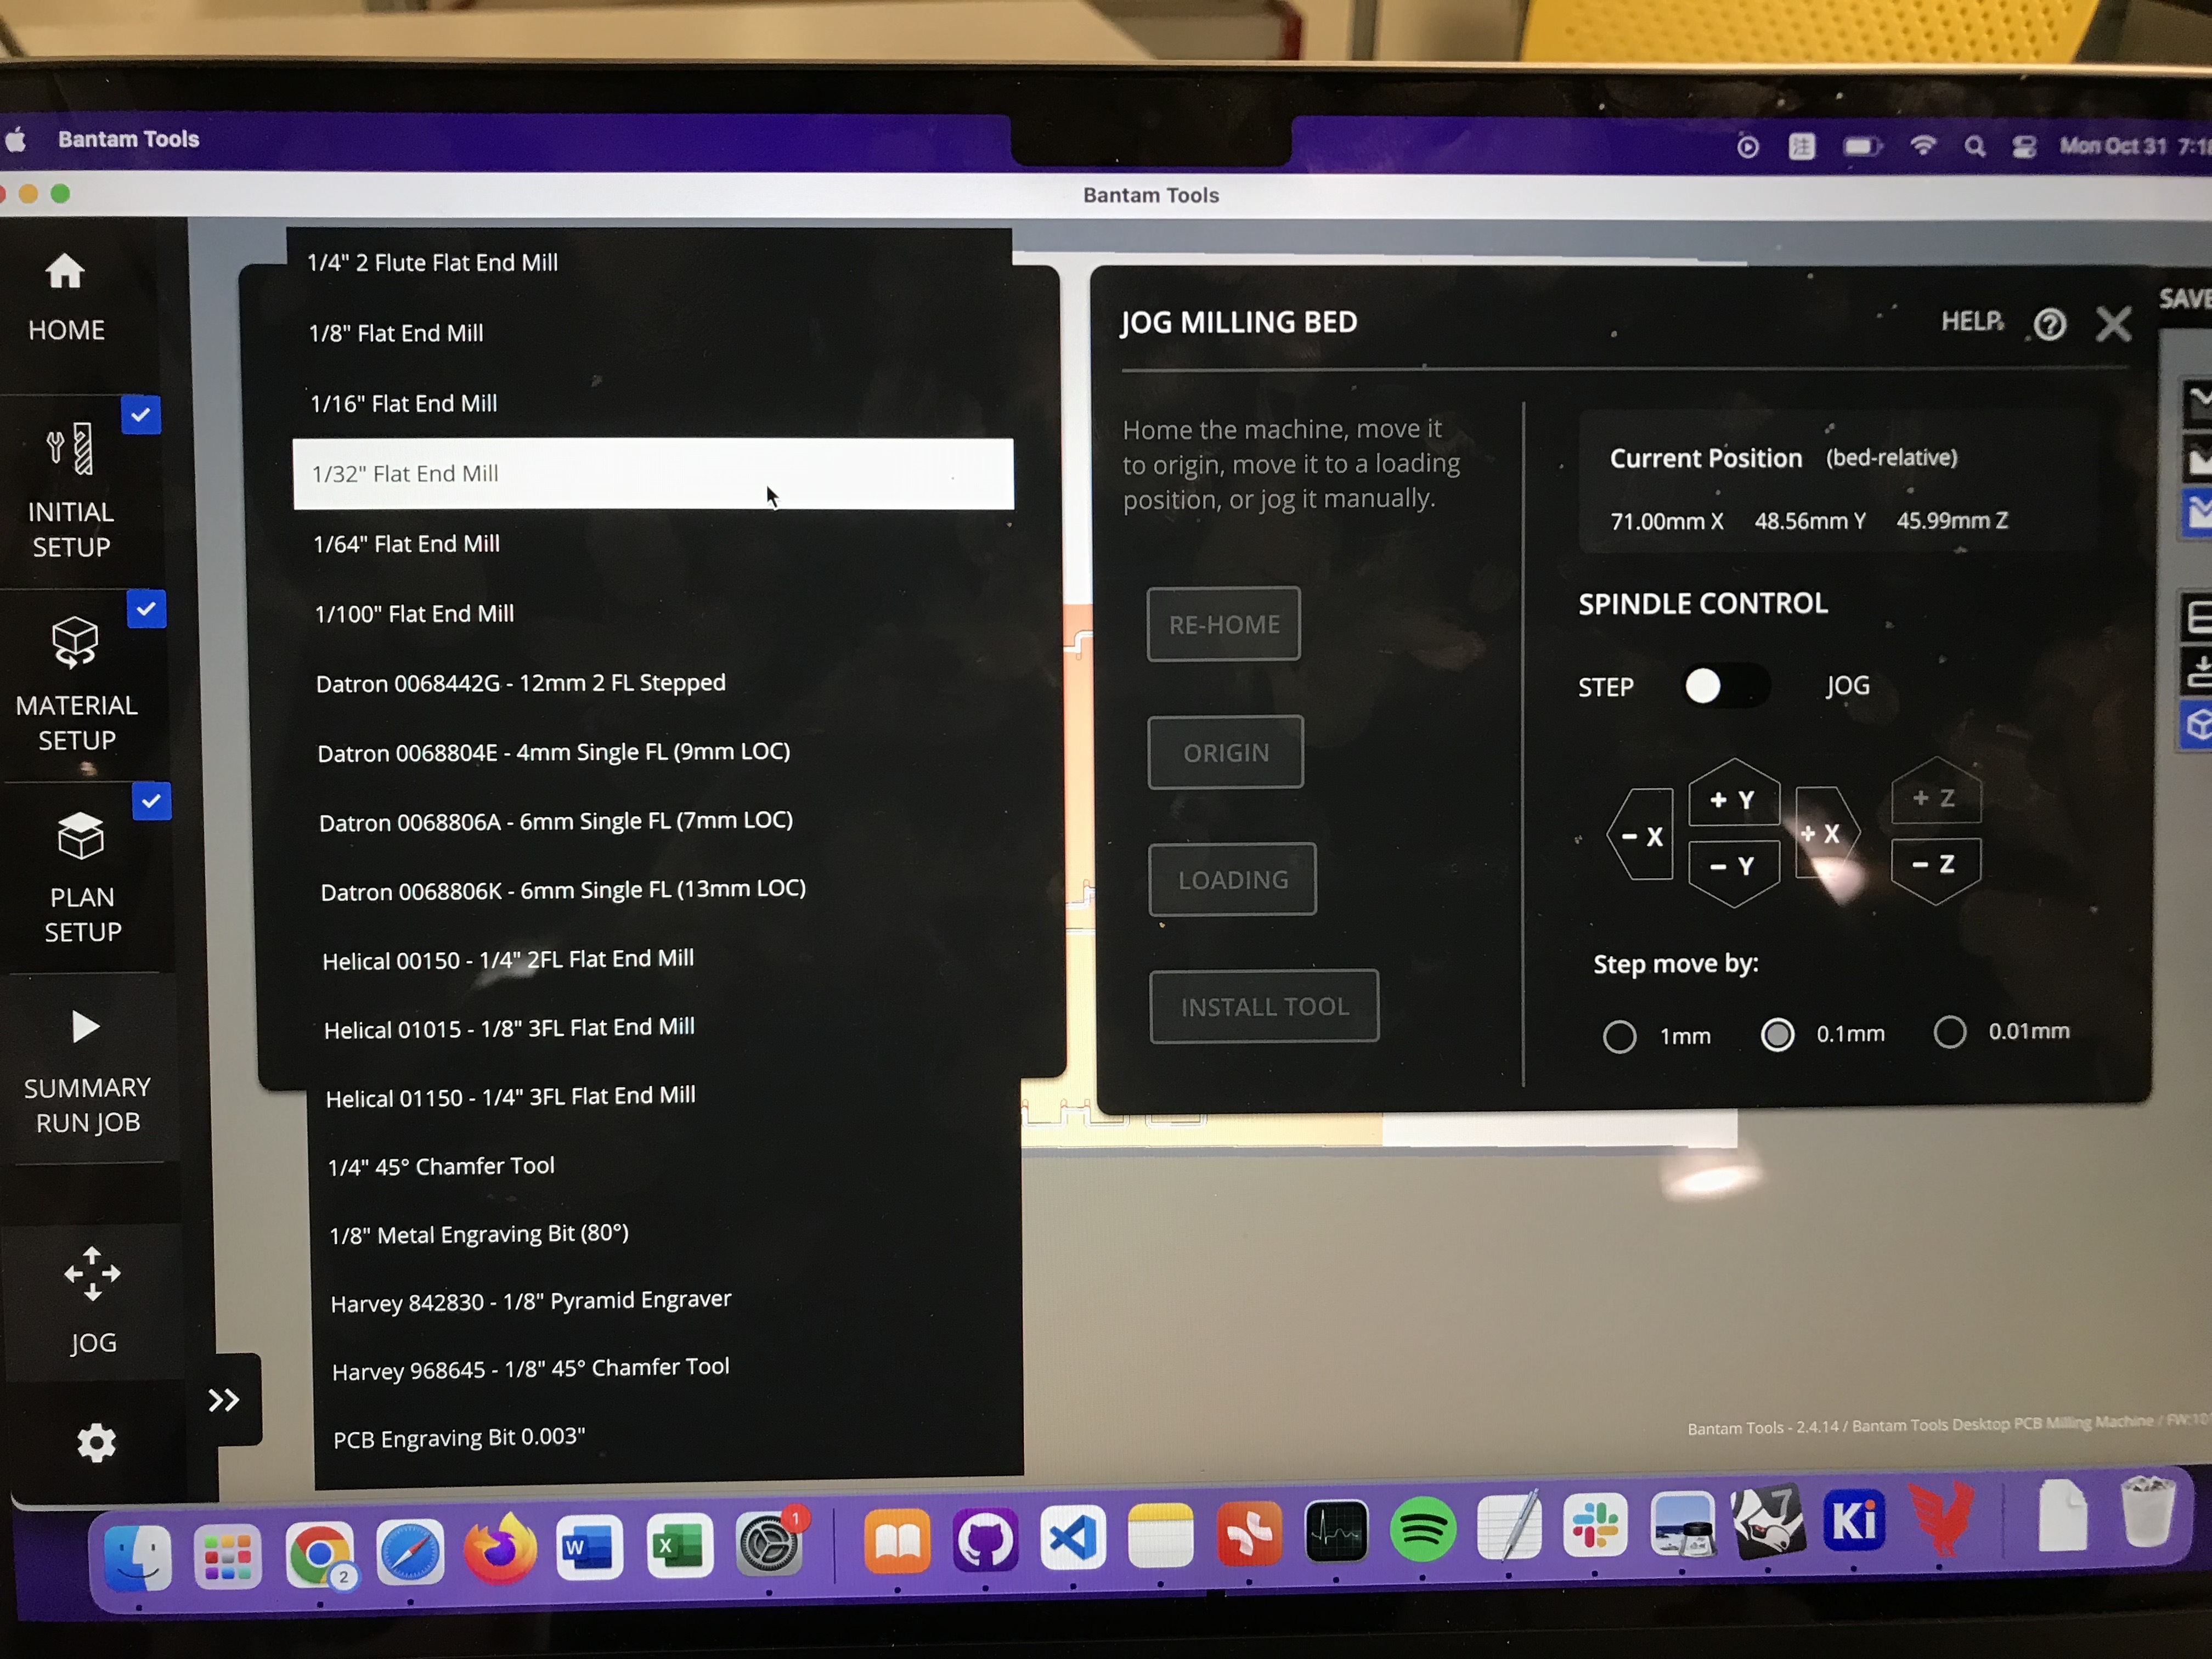 Bantam Tools
注
Mon Oct 31
Bantam Tools
HOME
INITIAL
SETUP
MATERIAL
SETUP
PLAN
SETUP
SUMMARY
RUN JOB
JOG
1/4" 2 Flute Flat End Mill
1/8" Flat End Mill
1/16" Flat End Mill
1/32" Flat End Mill
1/64" Flat End Mill
1/100" Flat End Mill
Datron 0068442G - 12mm 2 FL Stepped
Datron 0068804E - 4mm Single FL (9mm LOC)
Datron 0068806A - 6mm Single FL (7mm LOC)
Datron 0068806K - 6mm Single FL (13mm LOC)
Helical 00150 - 1/4" 2FL Flat End Mill
Helical 01015 - 1/8" 3FL Flat End Mill
Helical 01150 - 1/4" 3FL Flat End Mill
1/4" 45° Chamfer Tool
1/8" Metal Engraving Bit (80°)
Harvey 842830 - 1/8" Pyramid Engraver
Harvey 968645 - 1/8" 45° Chamfer Tool
PCB Engraving Bit 0.003"
JOG MILLING BED
HELP
?
SAVE
Home the machine, move it
to origin, move it to a loading
position, or jog it manually.
RE-HOME
ORIGIN
LOADING
INSTALL TOOL
Current Position (bed-relative)
71.00mm X 48.56mm Y 45.99mm Z
SPINDLE CONTROL
STEP JOG
+ Y
- X
+ X
- Y
+ Z
- Z
Step move by:
1mm 0.1mm 0.01mm
Bantam Tools - 2.4.14 / Bantam Tools Desktop PCB Milling Machine /
2
W
X
1
7
Ki